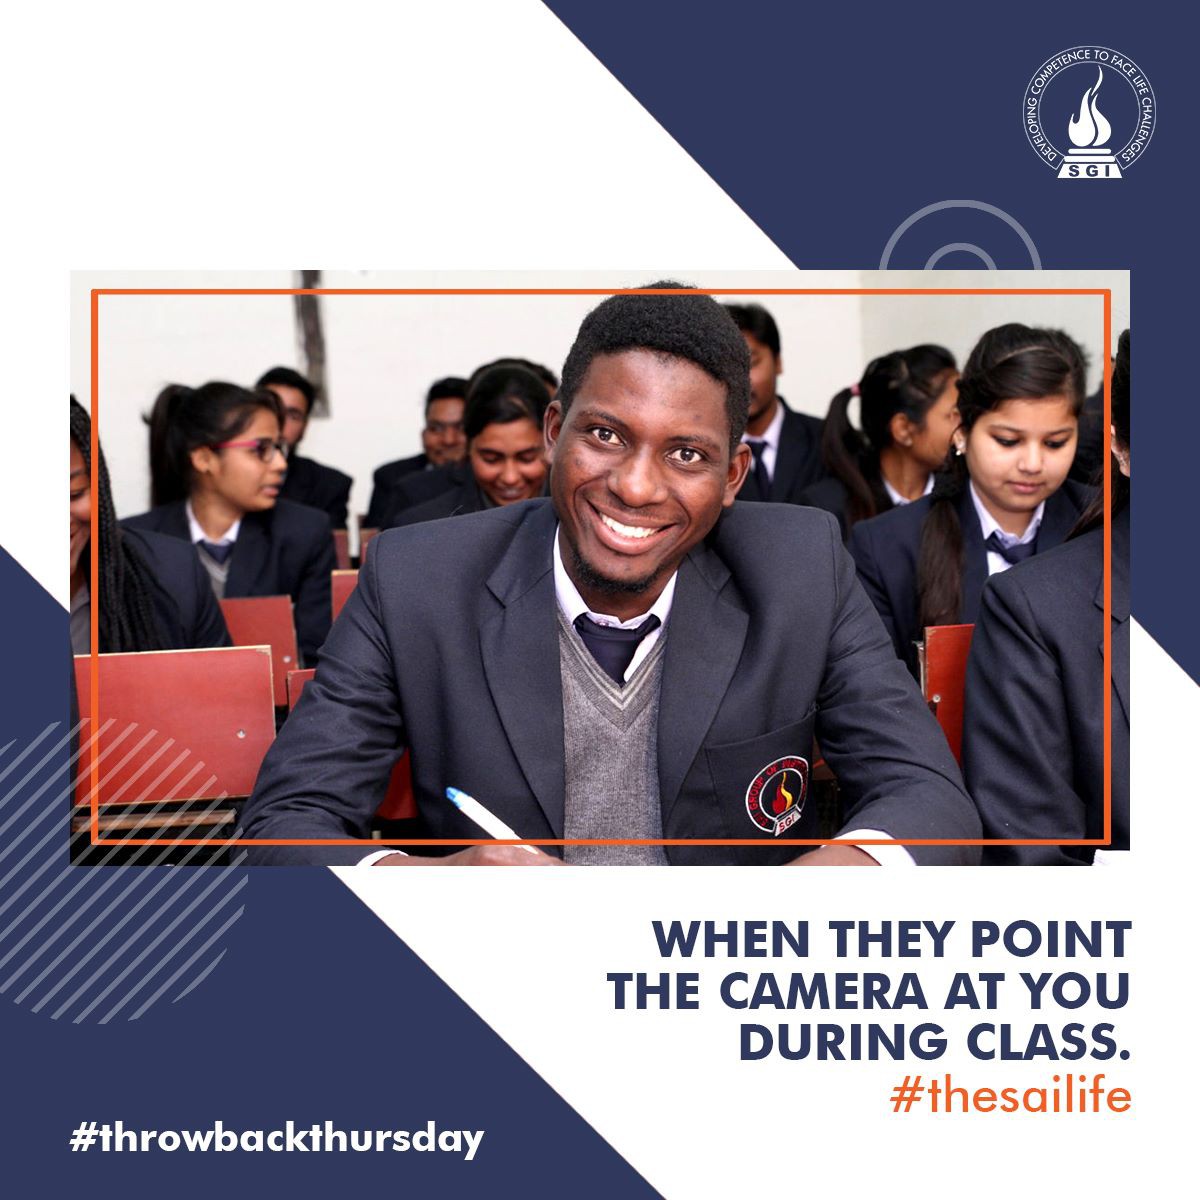 DEVELOPING COMPETENCE TO FACE LIFE CHALLENGES
SGI
SGI
WHEN THEY POINT
THE CAMERA AT YOU
DURING CLASS.
#thesailife
#throwbackthursday